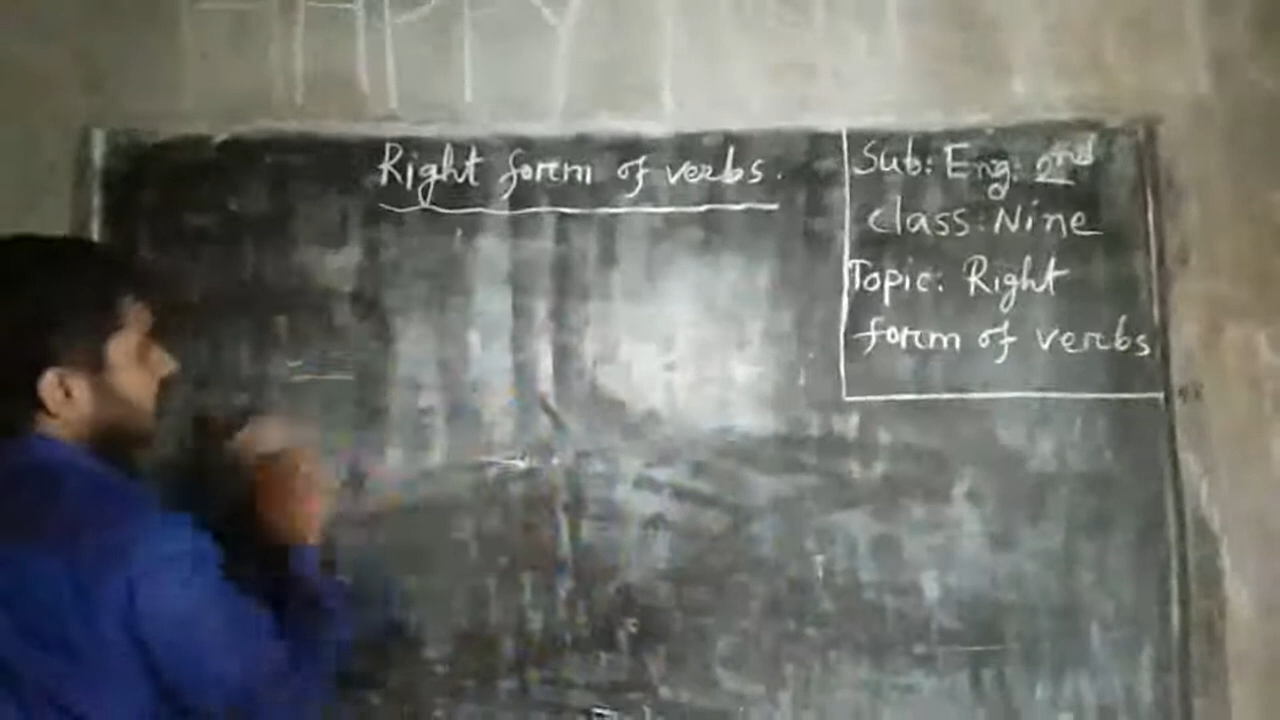 Right form of verbs.
Sub: Eng. 2nd
Class: Nine
Topic: Right
form of verbs